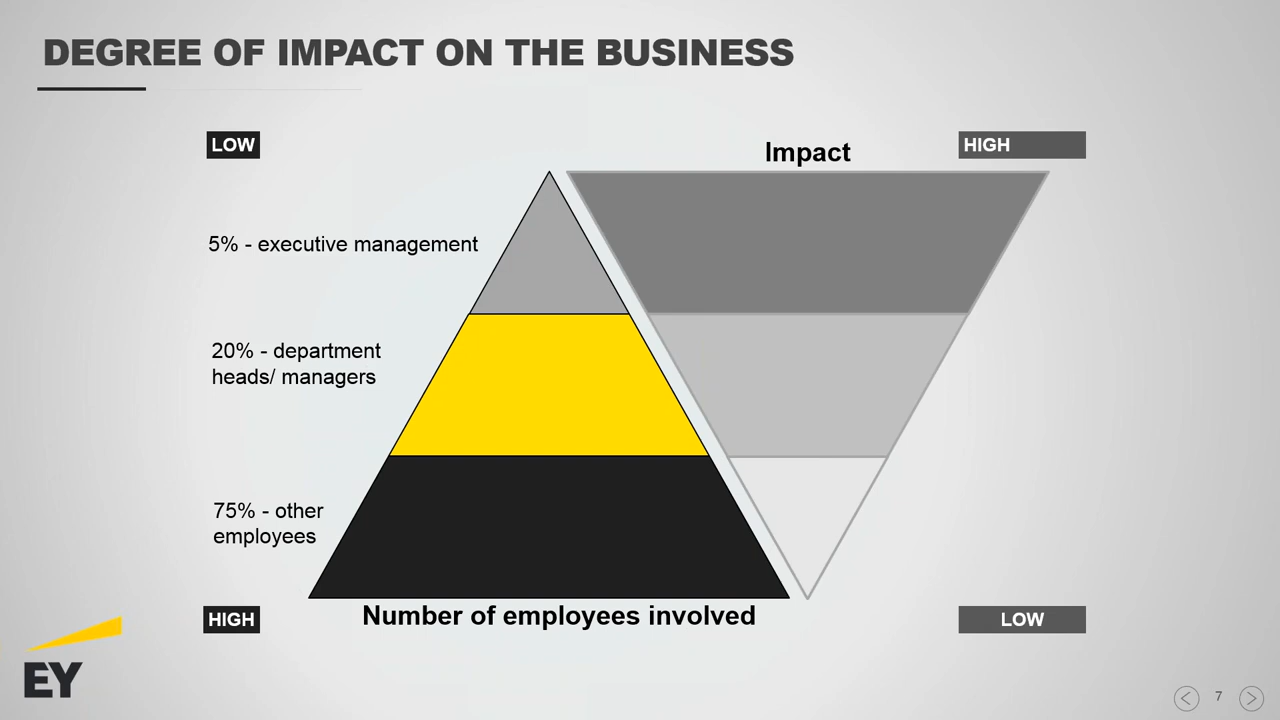 DEGREE OF IMPACT ON THE BUSINESS
LOW
Impact
HIGH
5% - executive management
20% - department
heads/ managers
75% - other
employees
HIGH
Number of employees involved
LOW
EY
7